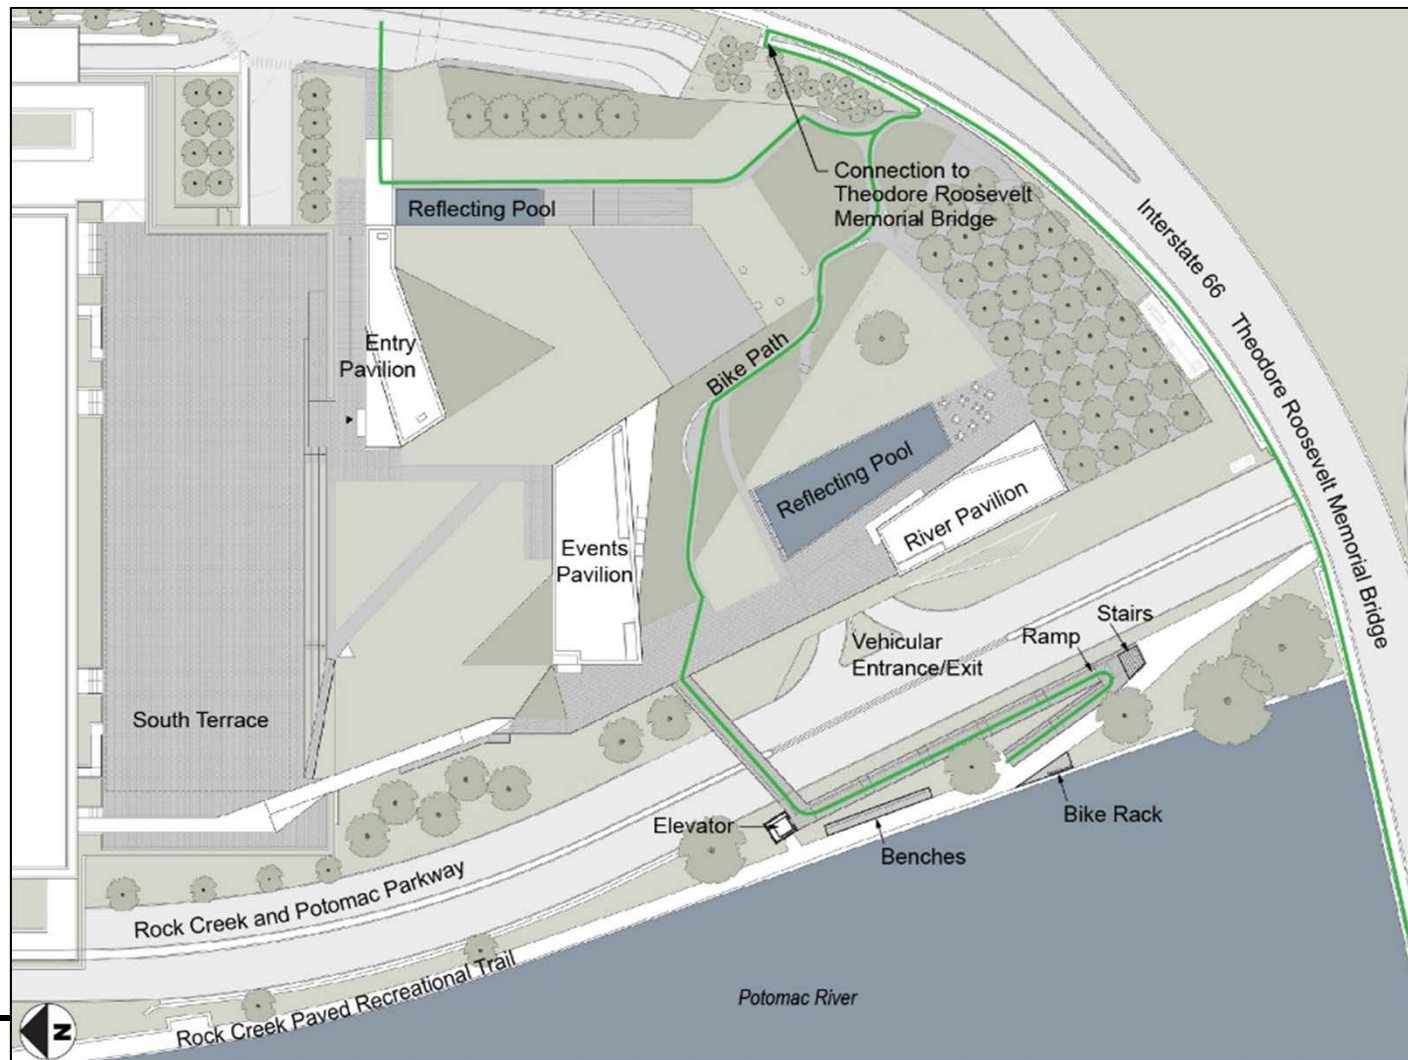 Connection to
Theodore Roosevelt
Memorial Bridge
Reflecting Pool
Interstate 66
Theodore Roosevelt Memorial Bridge
Entry
Pavilion
Bike Path
Reflecting Pool
River Pavilion
Events
Pavilion
Stairs
Ramp
Vehicular
Entrance/Exit
South Terrace
Bike Rack
Elevator
Benches
Rock Creek and Potomac Parkway
Rock Creek Paved Recreational Trail
Potomac River
N